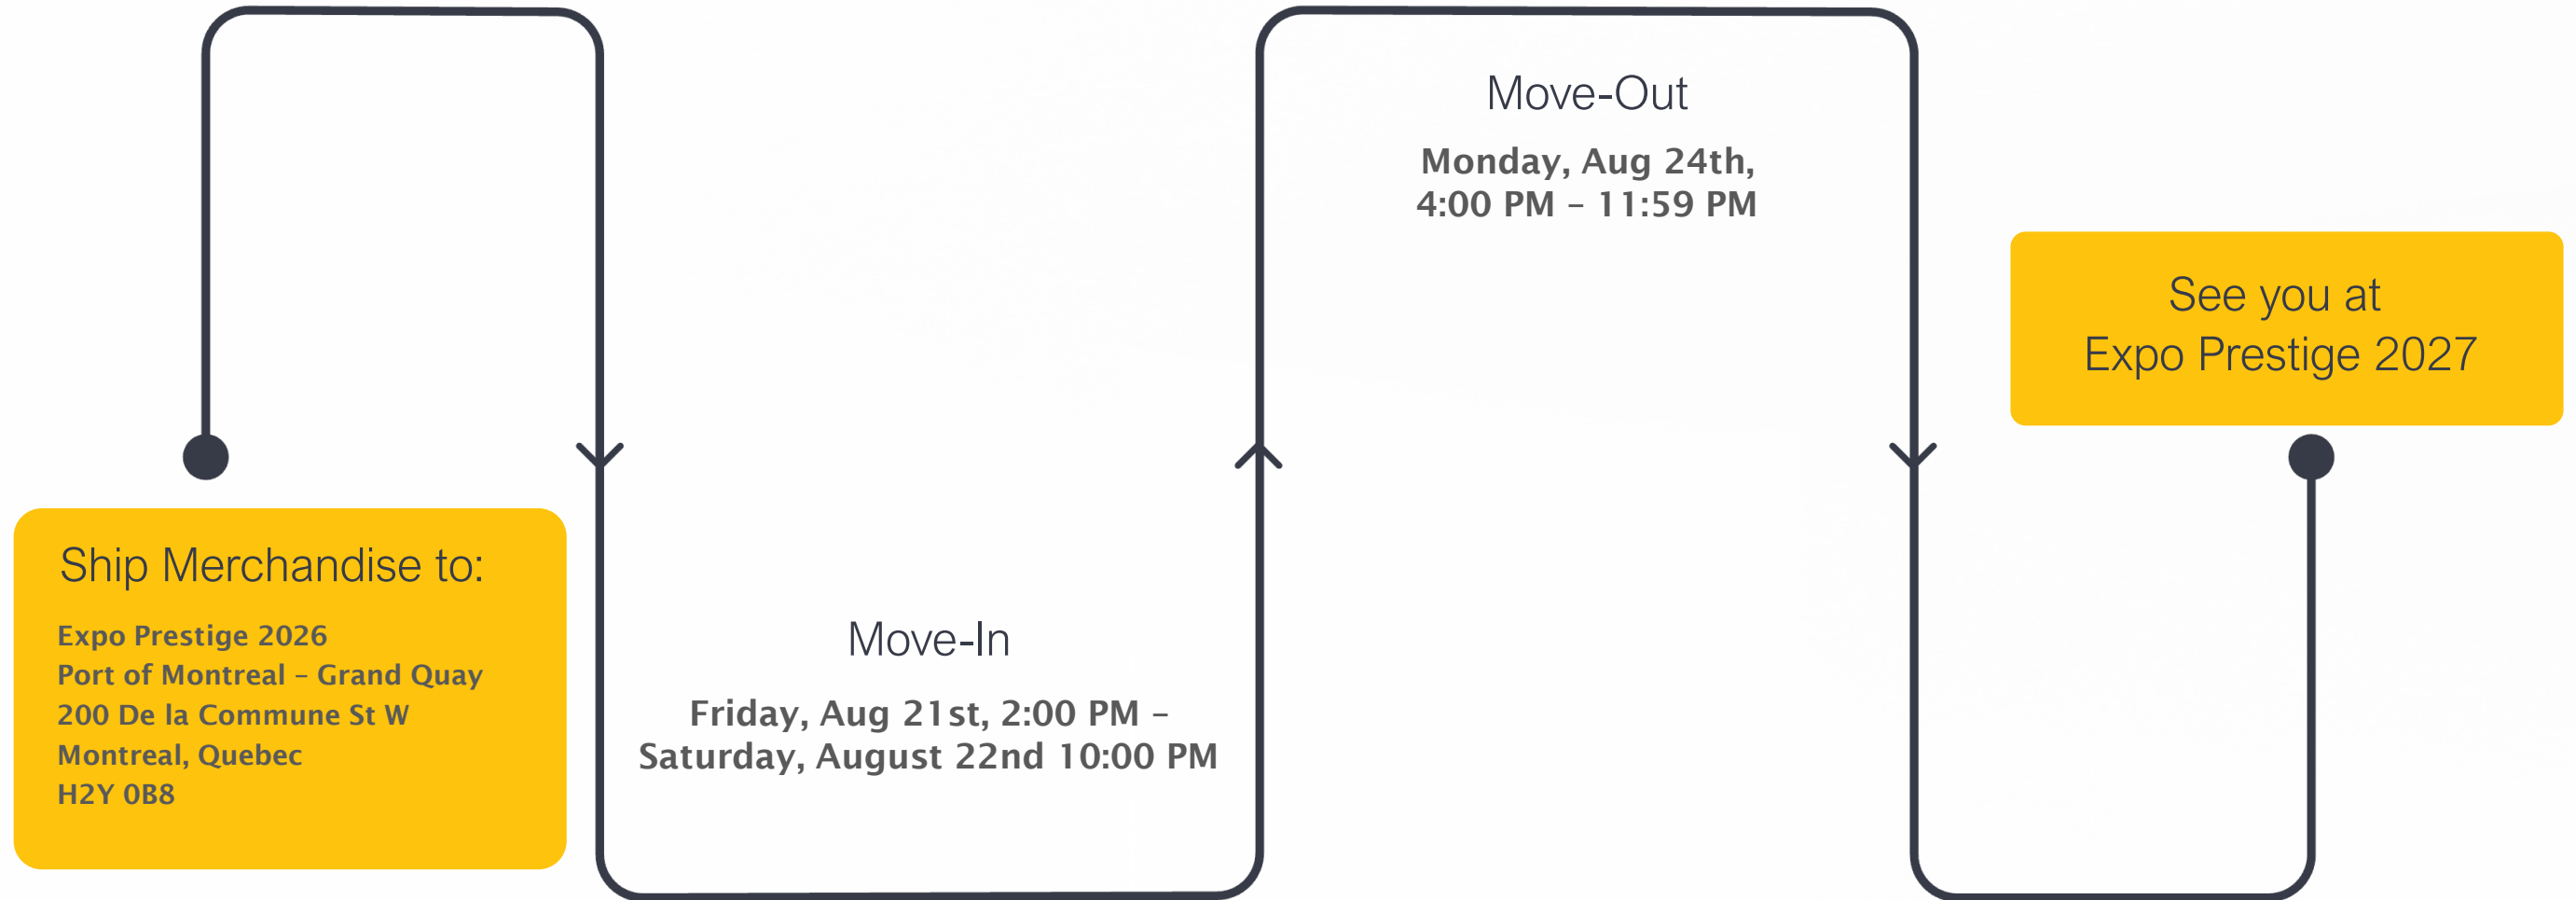 Ship Merchandise to:
Expo Prestige 2026
Port of Montreal – Grand Quay
200 De la Commune St W
Montreal, Quebec
H2Y 0B8
Move-In
Friday, Aug 21st, 2:00 PM –
Saturday, August 22nd 10:00 PM
Move-Out
Monday, Aug 24th,
4:00 PM – 11:59 PM
See you at
Expo Prestige 2027